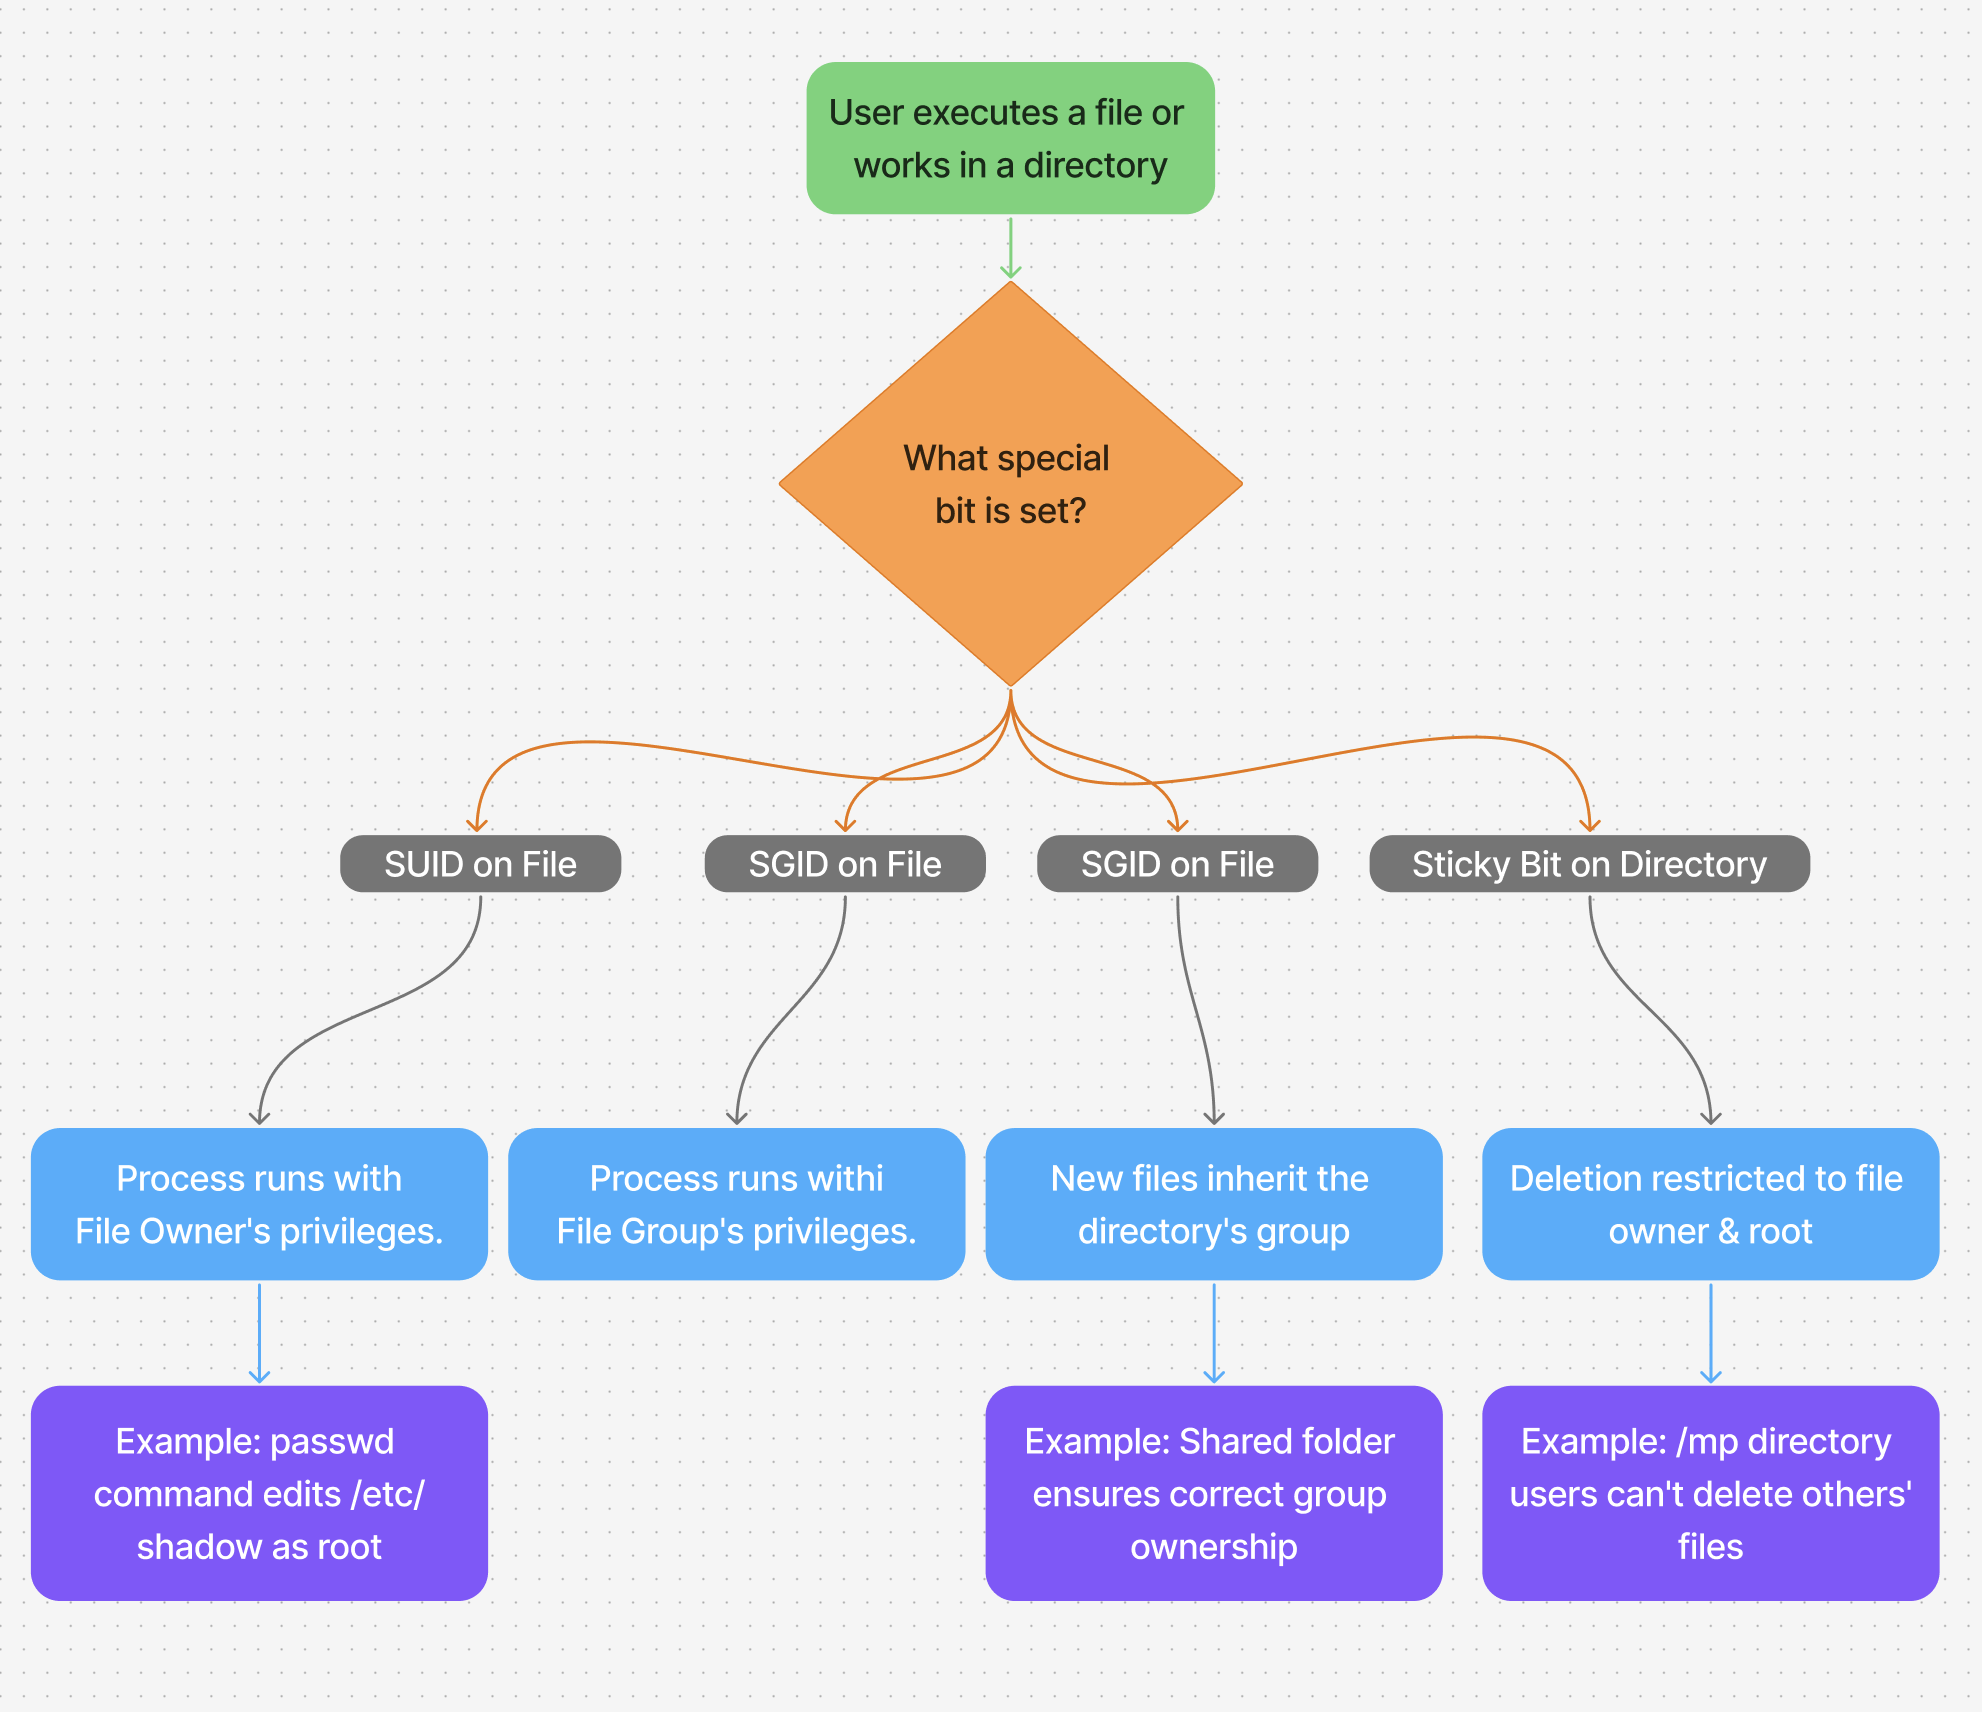 User executes a file or
works in a directory
What special
bit is set?
SUID on File
SGID on File
SGID on File
Sticky Bit on Directory
Process runs with
File Owner's privileges.
Process runs withi
File Group's privileges.
New files inherit the
directory's group
Deletion restricted to file
owner & root
Example: passwd
command edits /etc/
shadow as root
Example: Shared folder
ensures correct group
ownership
Example: /mp directory
users can't delete others'
files